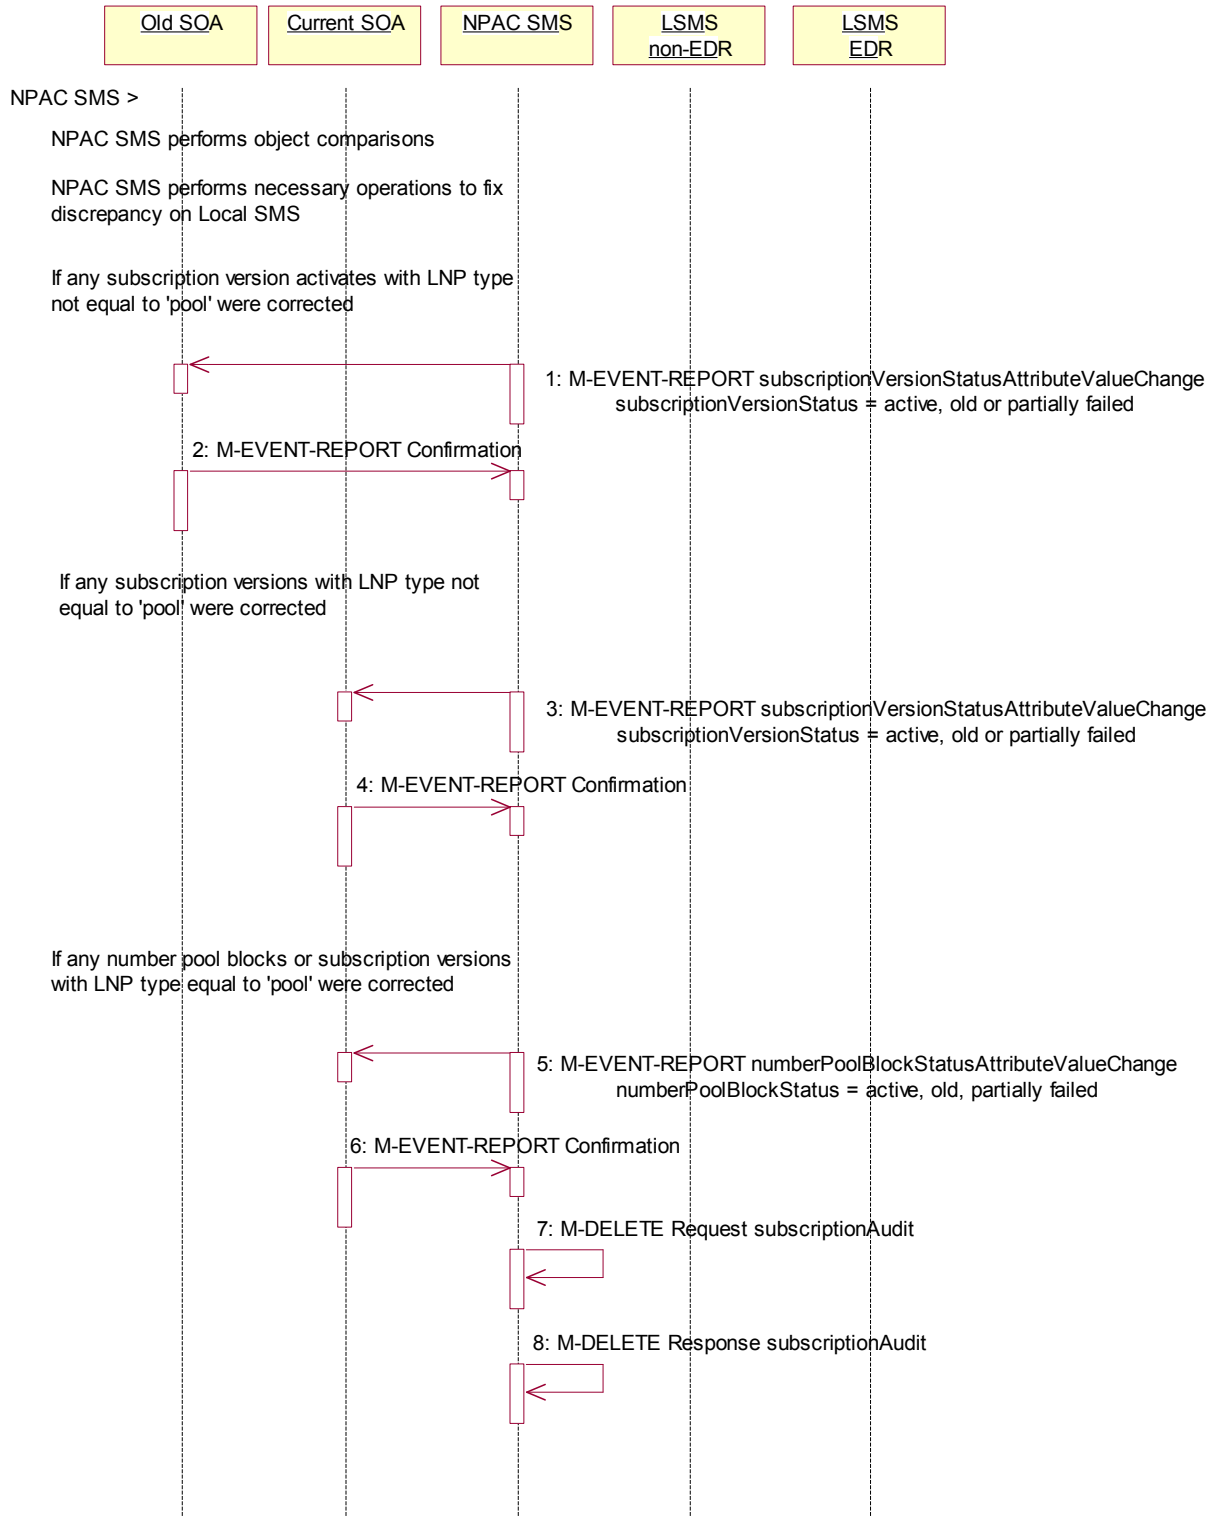 Old SOA
Current SOA
NPAC SMS
LSMS
non-EDR
LSMS
EDR
NPAC SMS >
NPAC SMS performs object comparisons
NPAC SMS performs necessary operations to fix
discrepancy on Local SMS
If any subscription version activates with LNP type
not equal to 'pool' were corrected
1: M-EVENT-REPORT subscriptionVersionStatusAttributeValueChange
subscriptionVersionStatus = active, old or partially failed
2: M-EVENT-REPORT Confirmation
If any subscription versions with LNP type not
equal to 'pool' were corrected
3: M-EVENT-REPORT subscriptionVersionStatusAttributeValueChange
subscriptionVersionStatus = active, old or partially failed
4: M-EVENT-REPORT Confirmation
If any number pool blocks or subscription versions
with LNP type equal to 'pool' were corrected
5: M-EVENT-REPORT numberPoolBlockStatusAttributeValueChange
numberPoolBlockStatus = active, old, partially failed
6: M-EVENT-REPORT Confirmation
7: M-DELETE Request subscriptionAudit
8: M-DELETE Response subscriptionAudit